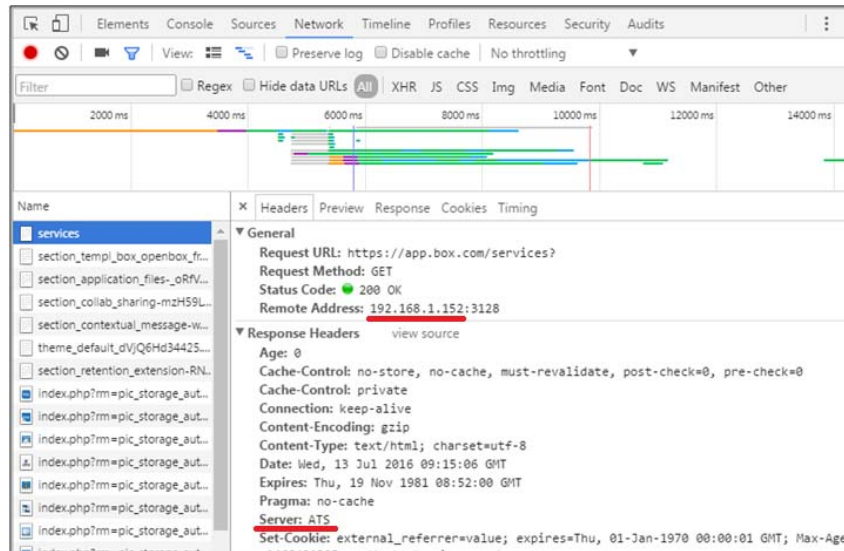 Elements Console Sources Network Timeline Profiles Resources Security Audits
View: Preserve log Disable cache No throttling
Filter Regex Hide data URLs All XHR JS CSS Img Media Font Doc WS Manifest Other
2000 ms 4000 ms 6000 ms 8000 ms 10000 ms 12000 ms 14000 ms
Name
services
section_templ_box_openbox_fr...
section_application_files-_oRfV...
section_collab_sharing-mzH59L...
section_contextual_message-w...
theme_default_dVjQ6Hd34425....
section_retention_extension-RN..
index.php?rm=pic_storage_aut...
index.php?rm=pic_storage_aut...
index.php?rm=pic_storage_aut...
index.php?rm=pic_storage_aut...
index.php?rm=pic_storage_aut...
index.php?rm=pic_storage_aut...
index.php?rm=pic_storage_aut...
× Headers Preview Response Cookies Timing
General
Request URL: https://app.box.com/services?
Request Method: GET
Status Code: 200 OK
Remote Address: 192.168.1.152:3128
Response Headers view source
Age: 0
Cache-Control: no-store, no-cache, must-revalidate, post-check=0, pre-check=0
Cache-Control: private
Connection: keep-alive
Content-Encoding: gzip
Content-Type: text/html; charset=utf-8
Date: Wed, 13 Jul 2016 09:15:06 GMT
Expires: Thu, 19 Nov 1981 08:52:00 GMT
Pragma: no-cache
Server: ATS
Set-Cookie: external_referrer=value; expires=Thu, 01-Jan-1970 00:00:01 GMT; Max-Age